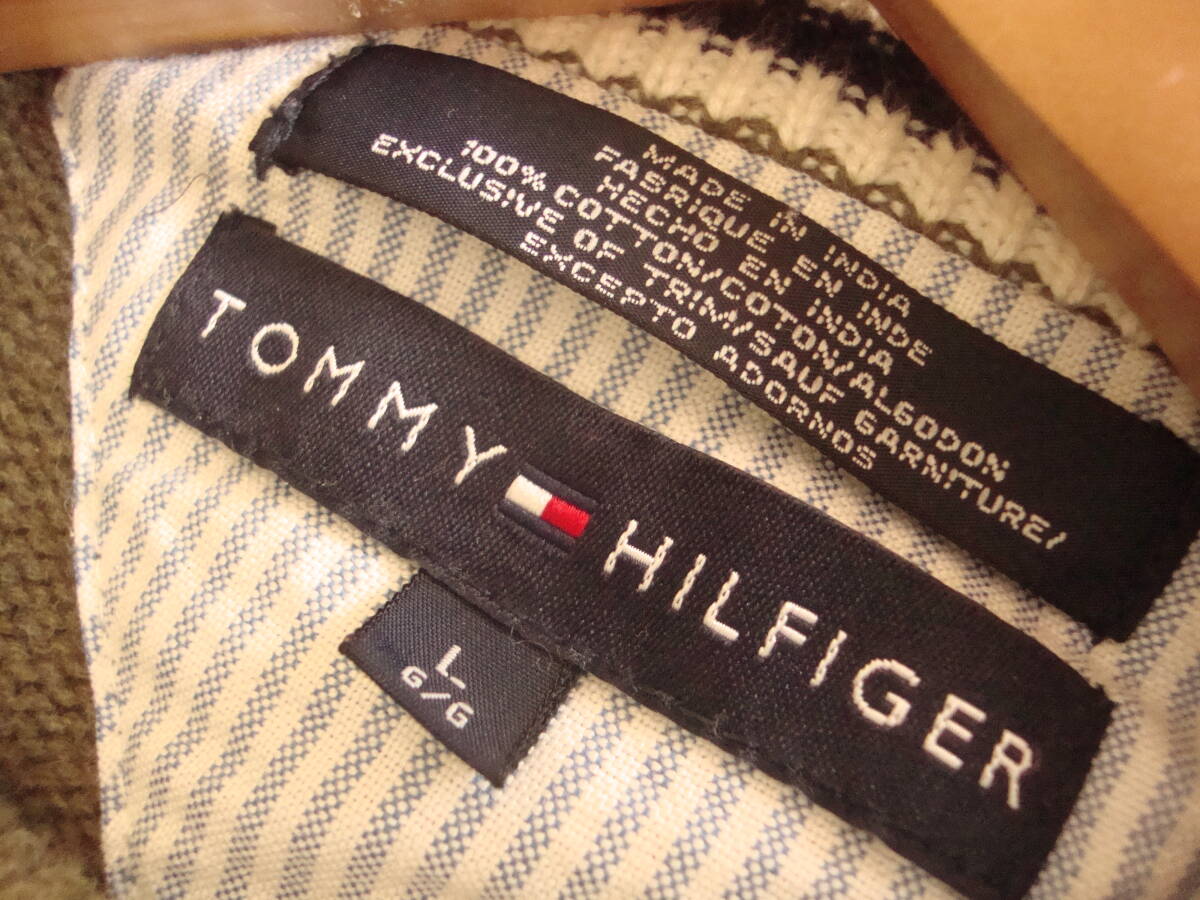 MADE IN INDIA
FABRIQUE EN INDE
HECHO EN INDIA
100% COTTON/COTON/ALGODON
EXCLUSIVE OF TRIM/SAUF GARNITURE/
EXCEPTO ADORNOS
TOMMY HILFIGER
L
G/G